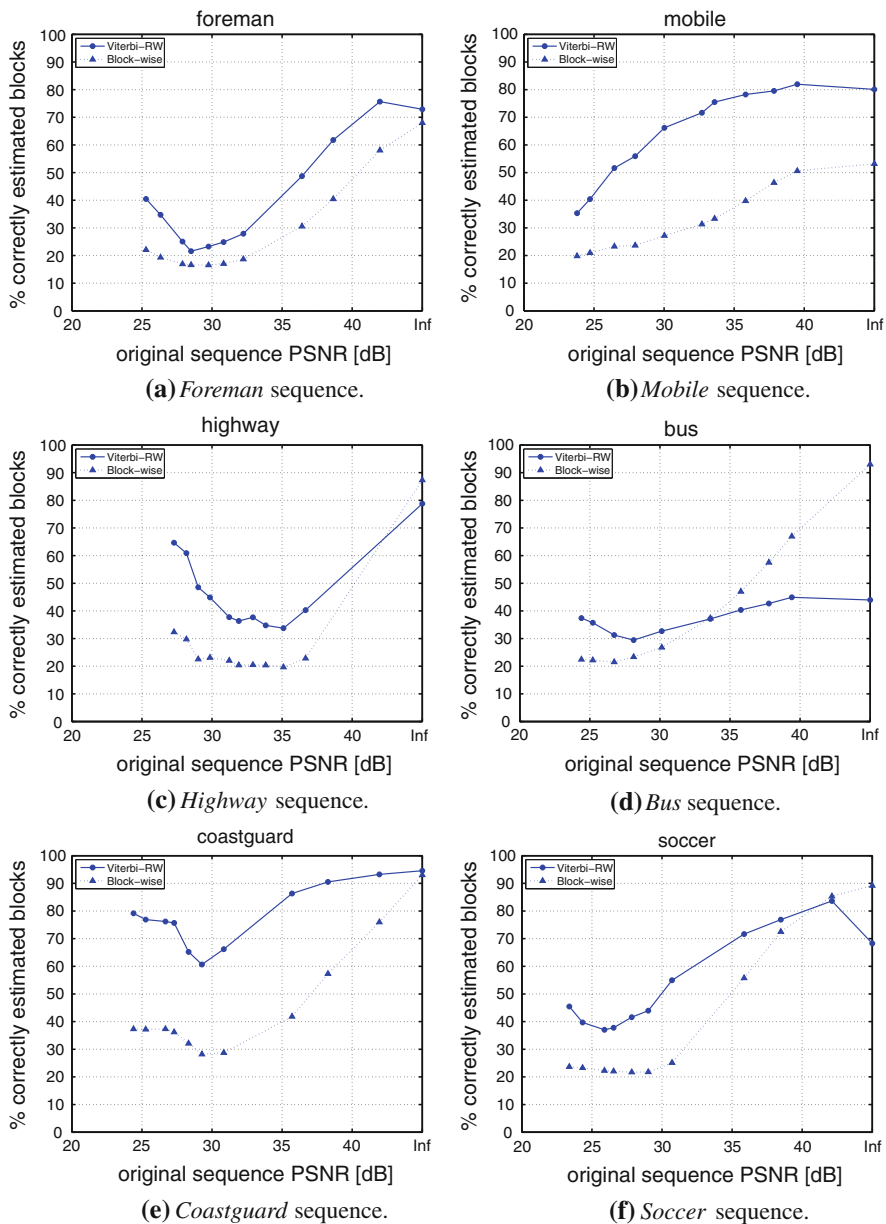 foreman
Viterbi-RW
Block-wise
% correctly estimated blocks
100
90
80
70
60
50
40
30
20
10
0
20 25 30 35 40 Inf
original sequence PSNR [dB]
(a) Foreman sequence.
mobile
Viterbi-RW
Block-wise
% correctly estimated blocks
100
90
80
70
60
50
40
30
20
10
0
20 25 30 35 40 Inf
original sequence PSNR [dB]
(b) Mobile sequence.
highway
Viterbi-RW
Block-wise
% correctly estimated blocks
100
90
80
70
60
50
40
30
20
10
0
20 25 30 35 40 Inf
original sequence PSNR [dB]
(c) Highway sequence.
bus
Viterbi-RW
Block-wise
% correctly estimated blocks
100
90
80
70
60
50
40
30
20
10
0
20 25 30 35 40 Inf
original sequence PSNR [dB]
(d) Bus sequence.
coastguard
Viterbi-RW
Block-wise
% correctly estimated blocks
100
90
80
70
60
50
40
30
20
10
0
20 25 30 35 40 Inf
original sequence PSNR [dB]
(e) Coastguard sequence.
soccer
Viterbi-RW
Block-wise
% correctly estimated blocks
100
90
80
70
60
50
40
30
20
10
0
20 25 30 35 40 Inf
original sequence PSNR [dB]
(f) Soccer sequence.